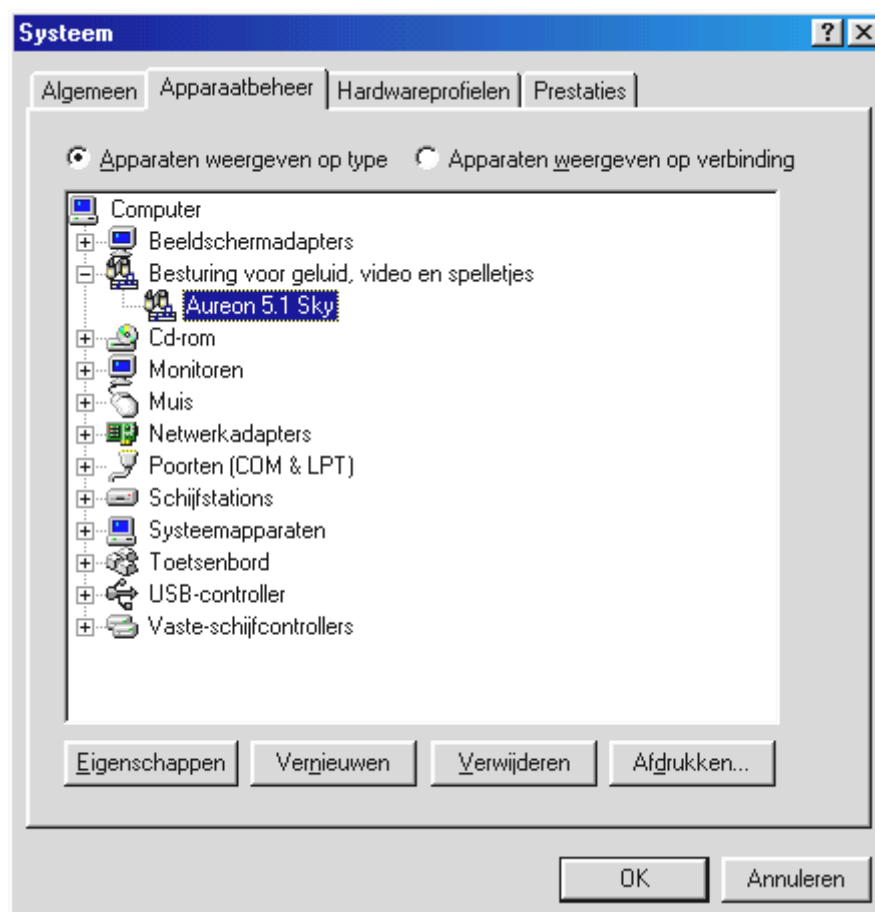 Systeem
Algemeen Apparaatbeheer Hardwareprofielen Prestaties
Apparaten weergeven op type Apparaten weergeven op verbinding
Computer
Beeldschermadapters
Besturing voor geluid, video en spelletjes
Aureon 5.1 Sky
Cd-rom
Monitoren
Muis
Netwerkadapters
Poorten (COM & LPT)
Schijfstations
Systeemapparaten
Toetsenbord
USB-controller
Vaste-schijfcontrollers
Eigenschappen Vernieuwen Verwijderen Afdrukken...
OK Annuleren